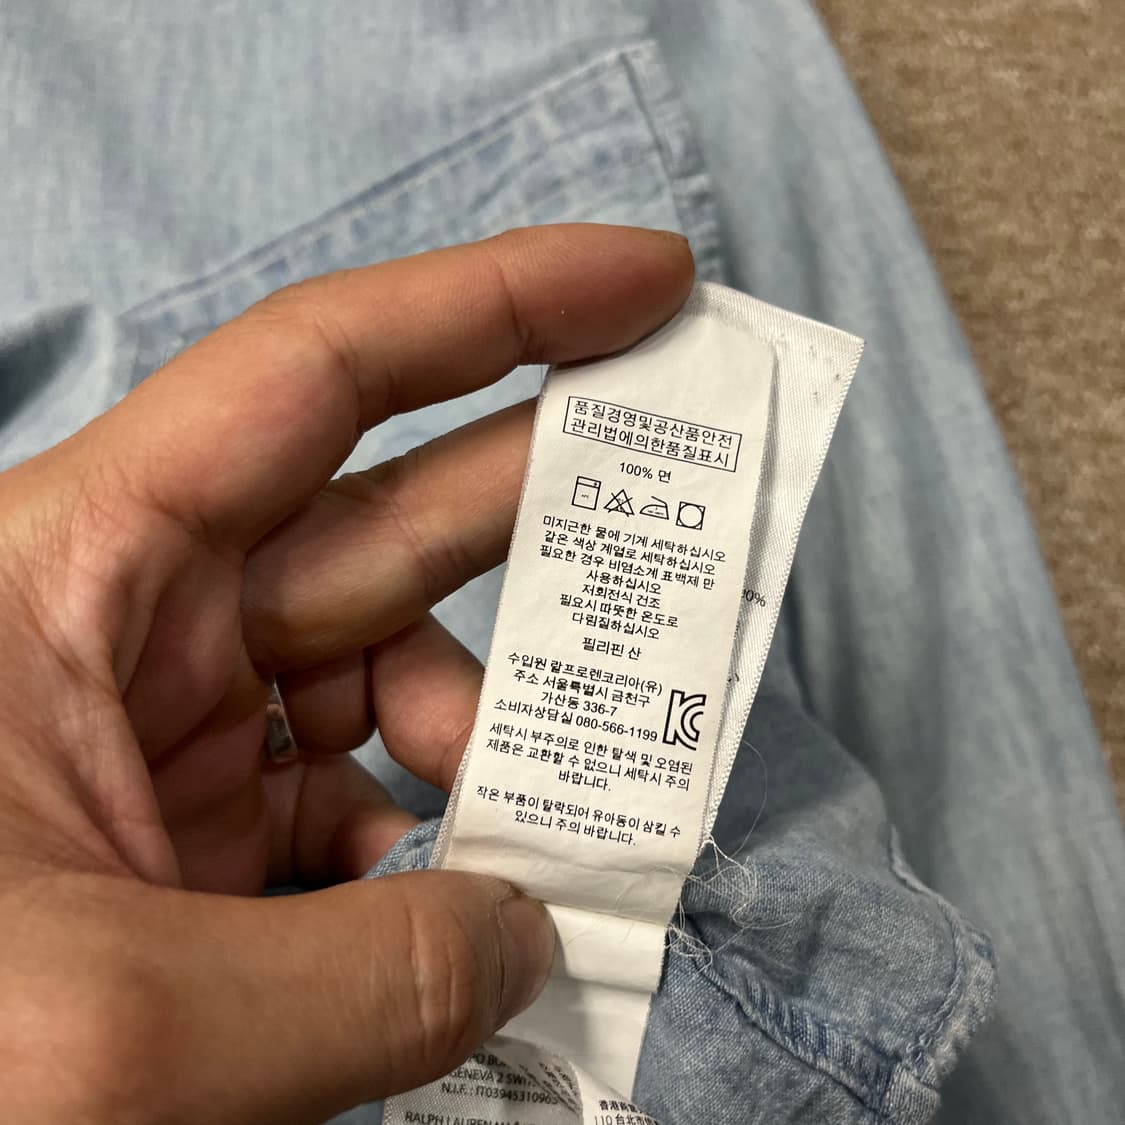 품질경영및공산품안전
관리법에의한품질표시
100% 면
미지근한 물에 기계 세탁하십시오
같은 색상 계열로 세탁하십시오
필요한 경우 비염소계 표백제 만
사용하십시오
저회전식 건조
필요시 따뜻한 온도로
다림질하십시오
필리핀 산
수입원 랄프로렌코리아(유)
주소 서울특별시 금천구
가산동 336-7
소비자상담실 080-566-1199
세탁시 부주의로 인한 탈색 및 오염된
제품은 교환할 수 없으니 세탁시 주의
바랍니다.
작은 부품이 탈락되어 유아동이 삼킬 수
있으니 주의 바랍니다.
GENEVA 2
N.I.F.: IT03945310963
RALPH LAUREN
110 台北市